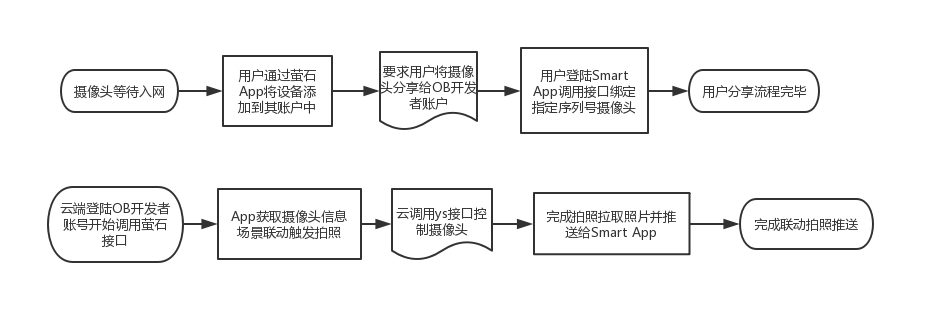 摄像头等待入网
用户通过萤石
App将设备添
加到其账户中
要求用户将摄像
头分享给OB开发
者账户
用户登陆Smart
App调用接口绑定
指定序列号摄像头
用户分享流程完毕
云端登陆OB开发者
账号开始调用萤石
接口
App获取摄像头信息
场景联动触发拍照
云调用ys接口控
制摄像头
完成拍照拉取照片并推
送给Smart App
完成联动拍照推送